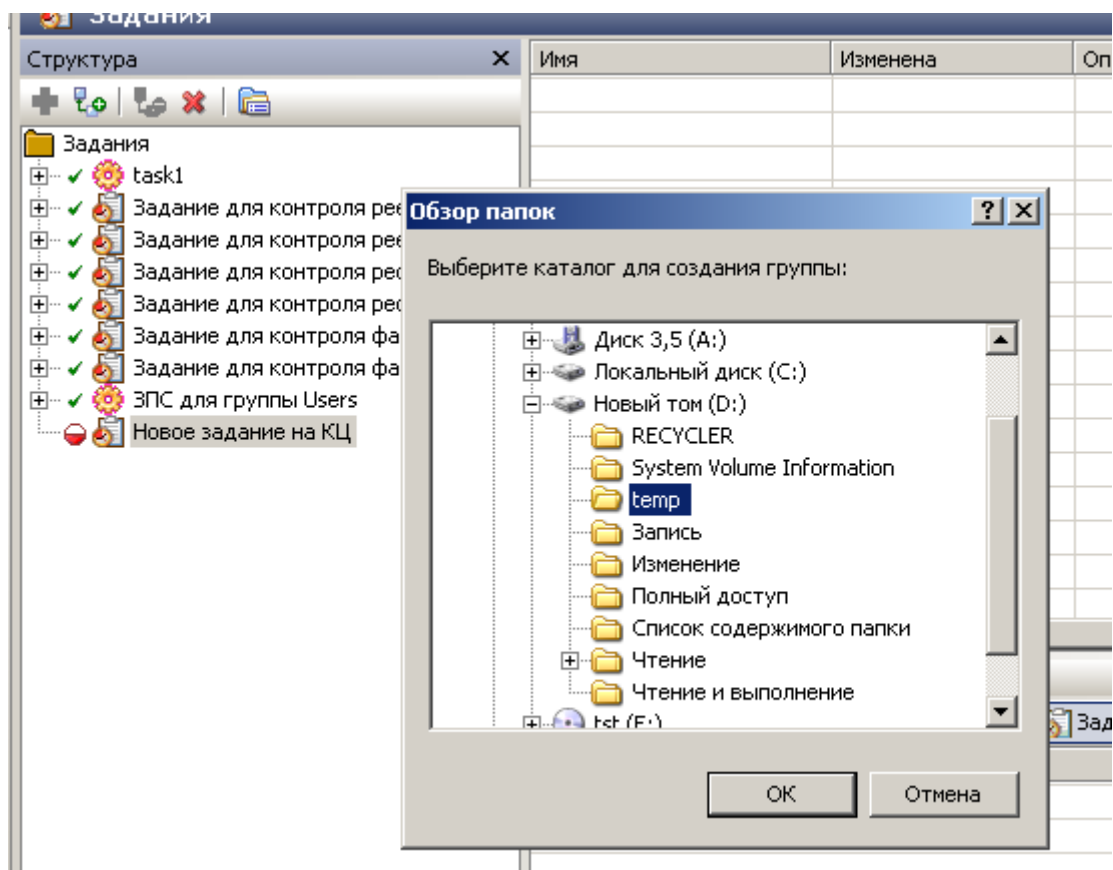 Задания
Структура
Имя
Изменена
Оп
Задания
task1
Задание для контроля рее
Задание для контроля рее
Задание для контроля рес
Задание для контроля рес
Задание для контроля фа
Задание для контроля фа
ЗПС для группы Users
Новое задание на КЦ
Обзор папок
Выберите каталог для создания группы:
Диск 3,5 (A:)
Локальный диск (C:)
Новый том (D:)
RECYCLER
System Volume Information
temp
Запись
Изменение
Полный доступ
Список содержимого папки
Чтение
Чтение и выполнение
tst (E:)
Зад
ОК
Отмена